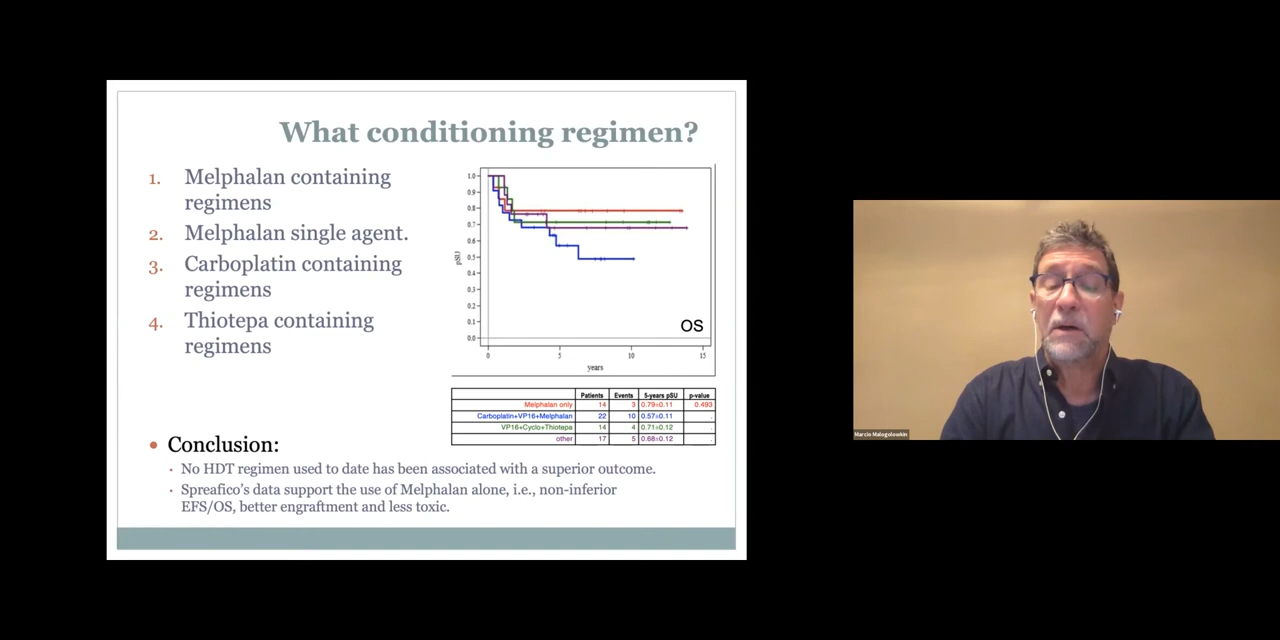 What conditioning regimen?
1. Melphalan containing
regimens
2. Melphalan single agent.
3. Carboplatin containing
regimens
4. Thiotepa containing
regimens
1.0
0.9
0.8
0.7
0.6
0.5
0.4
0.3
0.2
0.1
0.0
pSU
OS
0 5 10 15
years
Patients Events 5-years pSU p-value
Melphalan only 14 3 0.79±0.11 0.493
Carboplatin+VP16+Melphalan 22 10 0.57±0.11 .
VP16+Cyclo+Thiotepa 14 4 0.71±0.12 .
other 17 5 0.68±0.12 .
• Conclusion:
· No HDT regimen used to date has been associated with a superior outcome.
· Spreafico's data support the use of Melphalan alone, i.e., non-inferior
EFS/OS, better engraftment and less toxic.
Marcio Malogolowkin